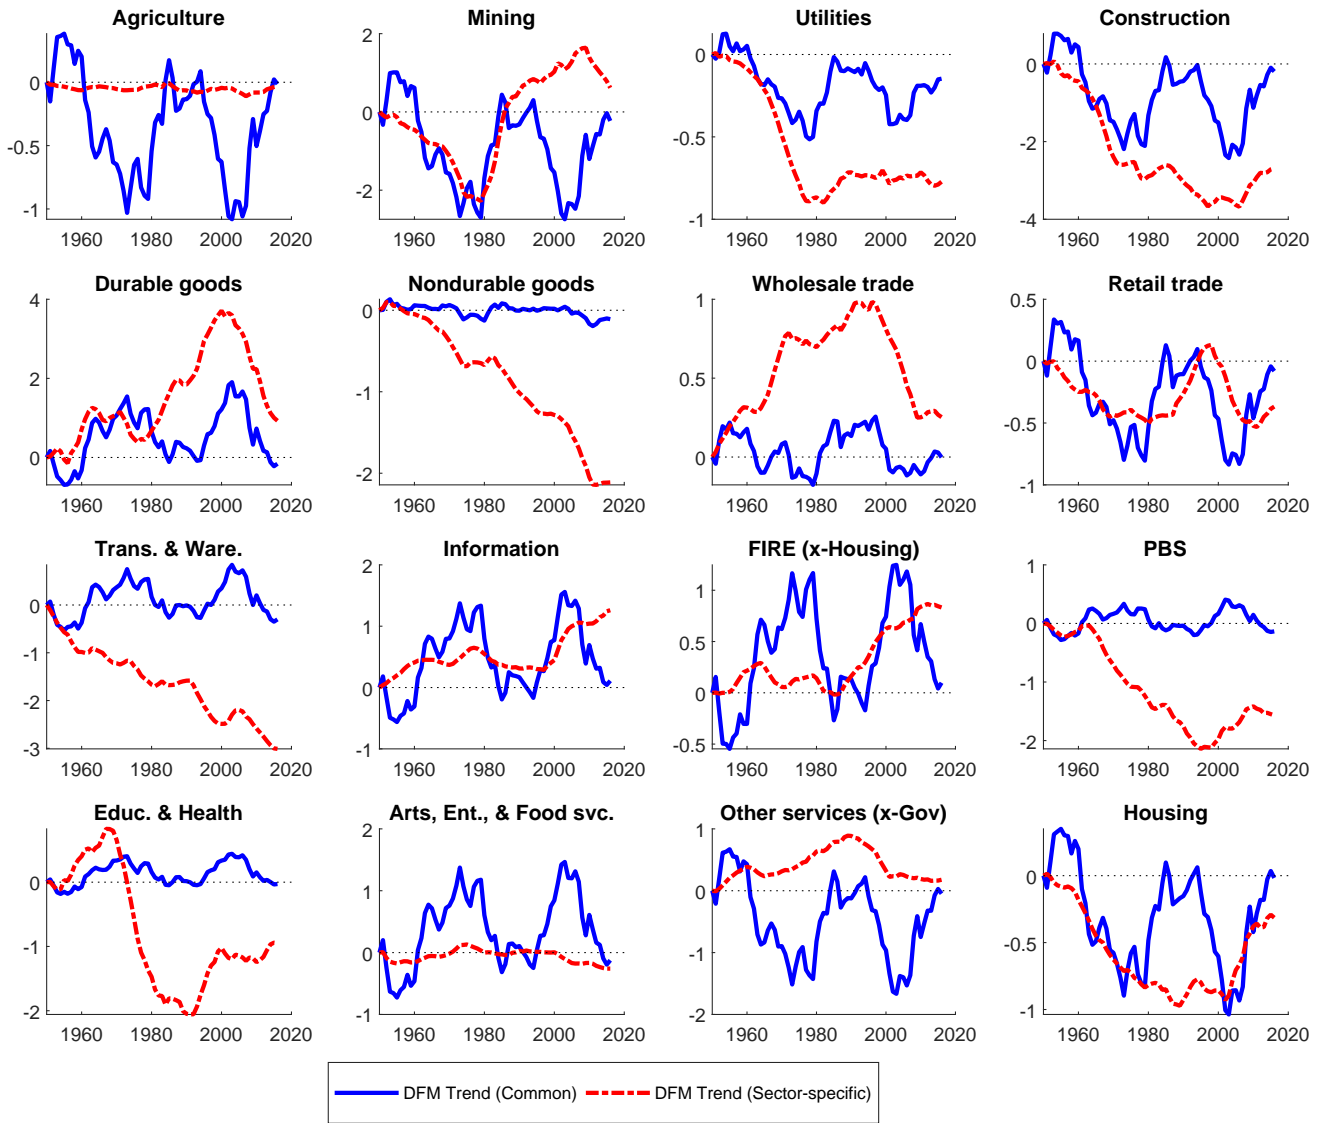 Agriculture
0
-0.5
-1
1960 1980 2000 2020
Mining
2
0
-2
1960 1980 2000 2020
Utilities
0
-0.5
-1
1960 1980 2000 2020
Construction
0
-2
-4
1960 1980 2000 2020
Durable goods
4
2
0
1960 1980 2000 2020
Nondurable goods
0
-1
-2
1960 1980 2000 2020
Wholesale trade
1
0.5
0
1960 1980 2000 2020
Retail trade
0.5
0
-0.5
-1
1960 1980 2000 2020
Trans. & Ware.
0
-1
-2
-3
1960 1980 2000 2020
Information
2
1
0
-1
1960 1980 2000 2020
FIRE (x-Housing)
1
0.5
0
-0.5
1960 1980 2000 2020
PBS
1
0
-1
-2
1960 1980 2000 2020
Educ. & Health
0
-1
-2
1960 1980 2000 2020
Arts, Ent., & Food svc.
2
1
0
-1
1960 1980 2000 2020
Other services (x-Gov)
1
0
-1
-2
1960 1980 2000 2020
Housing
0
-0.5
-1
1960 1980 2000 2020
DFM Trend (Common) DFM Trend (Sector-specific)